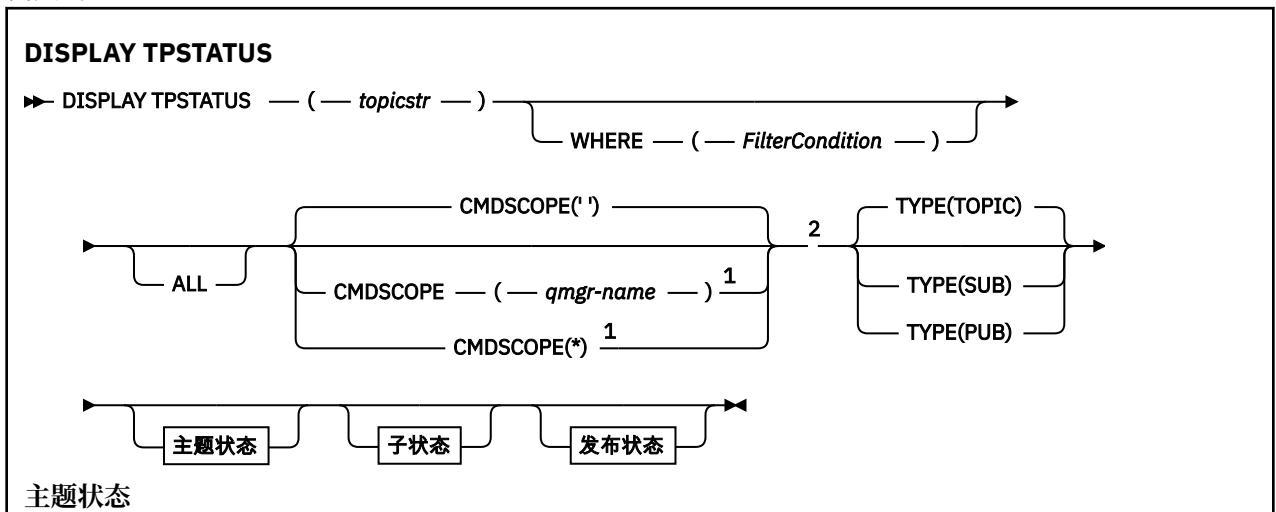 DISPLAY TPSTATUS
DISPLAY TPSTATUS ( topicstr )
WHERE ( FilterCondition )
CMDSCOPE(' ') 2 TYPE(TOPIC)
ALL CMDSCOPE ( qmgr-name ) 1 TYPE(SUB)
CMDSCOPE(*) 1 TYPE(PUB)
主题状态 子状态 发布状态
主题状态